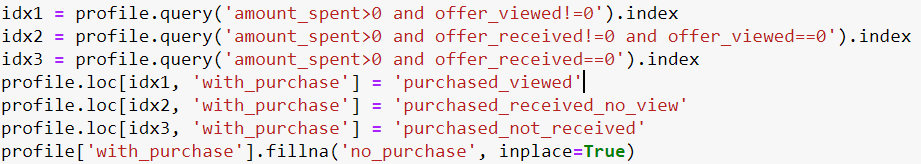 idx1 = profile.query('amount_spent>0 and offer_viewed!=0').index
idx2 = profile.query('amount_spent>0 and offer_received!=0 and offer_viewed==0').index
idx3 = profile.query('amount_spent>0 and offer_received==0').index
profile.loc[idx1, 'with_purchase'] = 'purchased_viewed'
profile.loc[idx2, 'with_purchase'] = 'purchased_received_no_view'
profile.loc[idx3, 'with_purchase'] = 'purchased_not_received'
profile['with_purchase'].fillna('no_purchase', inplace=True)